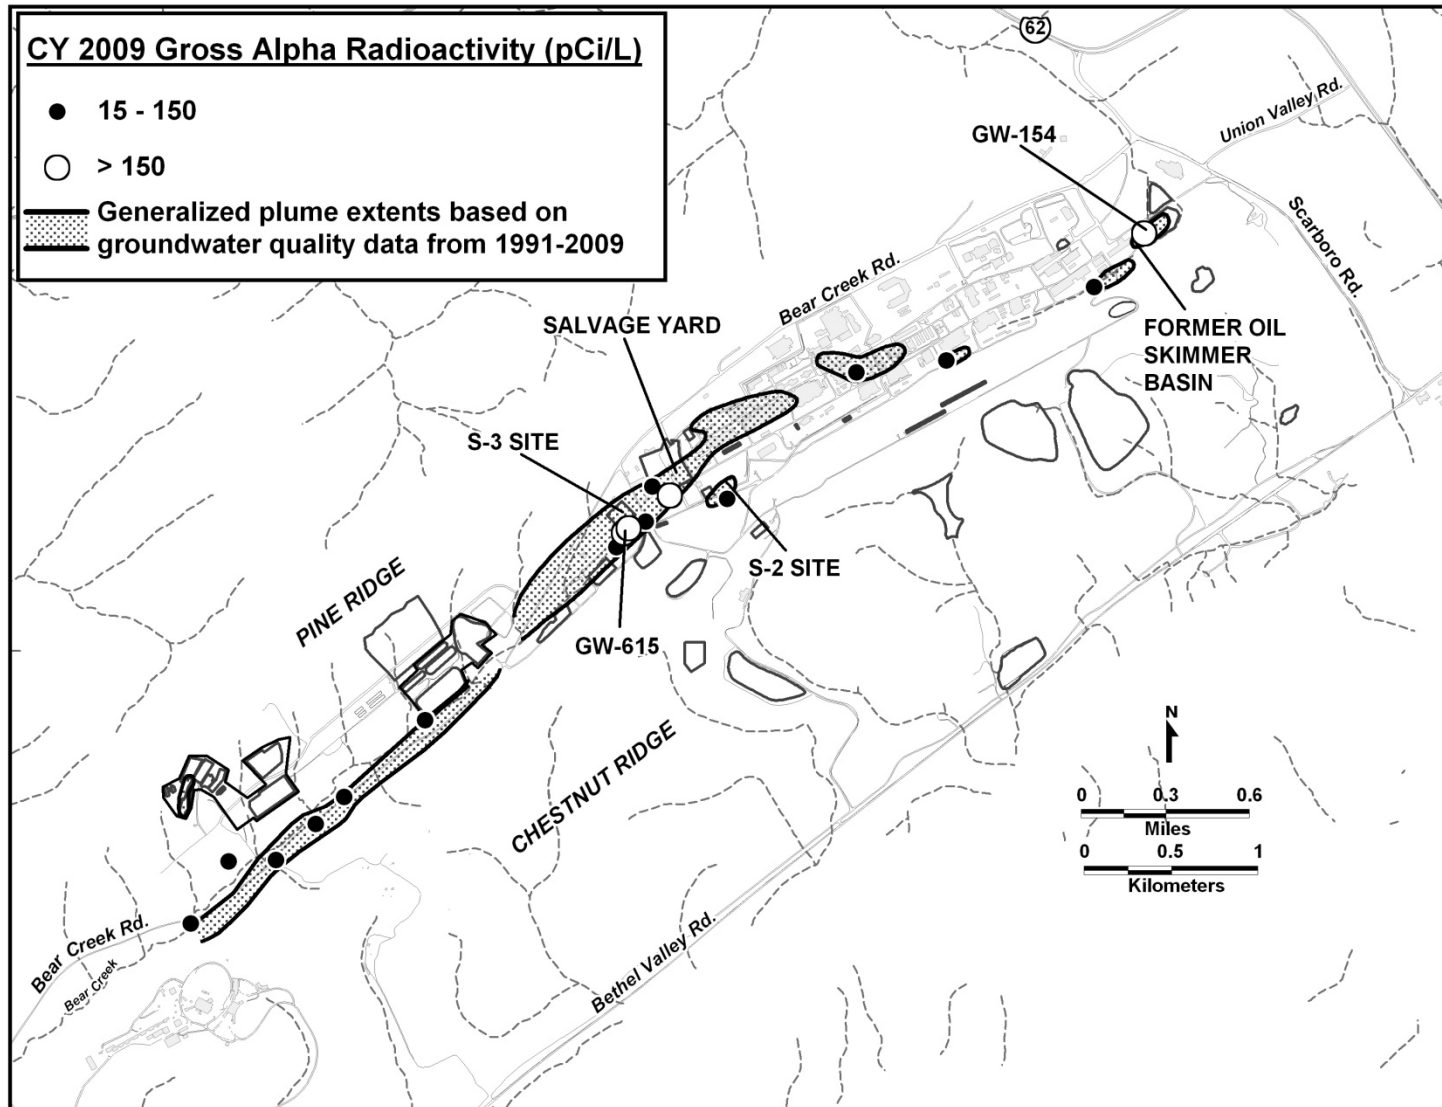 CY 2009 Gross Alpha Radioactivity (pCi/L)
15 - 150
> 150
Generalized plume extents based on
groundwater quality data from 1991-2009
62
Union Valley Rd.
GW-154
Scarboro Rd.
Bear Creek Rd.
SALVAGE YARD
FORMER OIL
SKIMMER
BASIN
S-3 SITE
S-2 SITE
PINE RIDGE
GW-615
CHESTNUT RIDGE
N
0 0.3 0.6
Miles
0 0.5 1
Kilometers
Bear Creek Rd.
Bear Creek
Bethel Valley Rd.